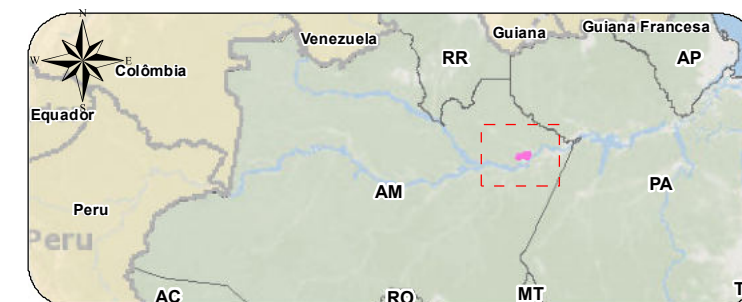 N
W
E
S
Venezuela
Guiana
Guiana Francesa
Colômbia
RR
AP
Equador
AM
PA
Peru
Peru
AC
RO
MT
T